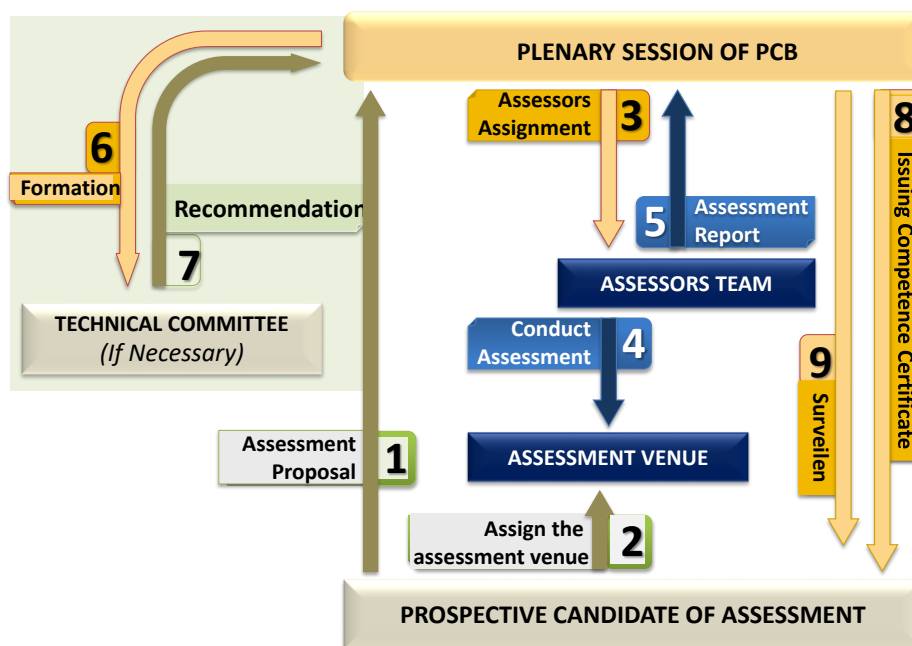 PLENARY SESSION OF PCB
Assessors
Assignment
3
8
6
Formation
Recommendation
7
5
Assessment
Report
Issuing Competence Certificate
ASSESSORS TEAM
TECHNICAL COMMITTEE
(If Necessary)
Conduct
Assessment
4
9
Surveilen
Assessment
Proposal
1
ASSESSMENT VENUE
Assign the
assessment venue
2
PROSPECTIVE CANDIDATE OF ASSESSMENT